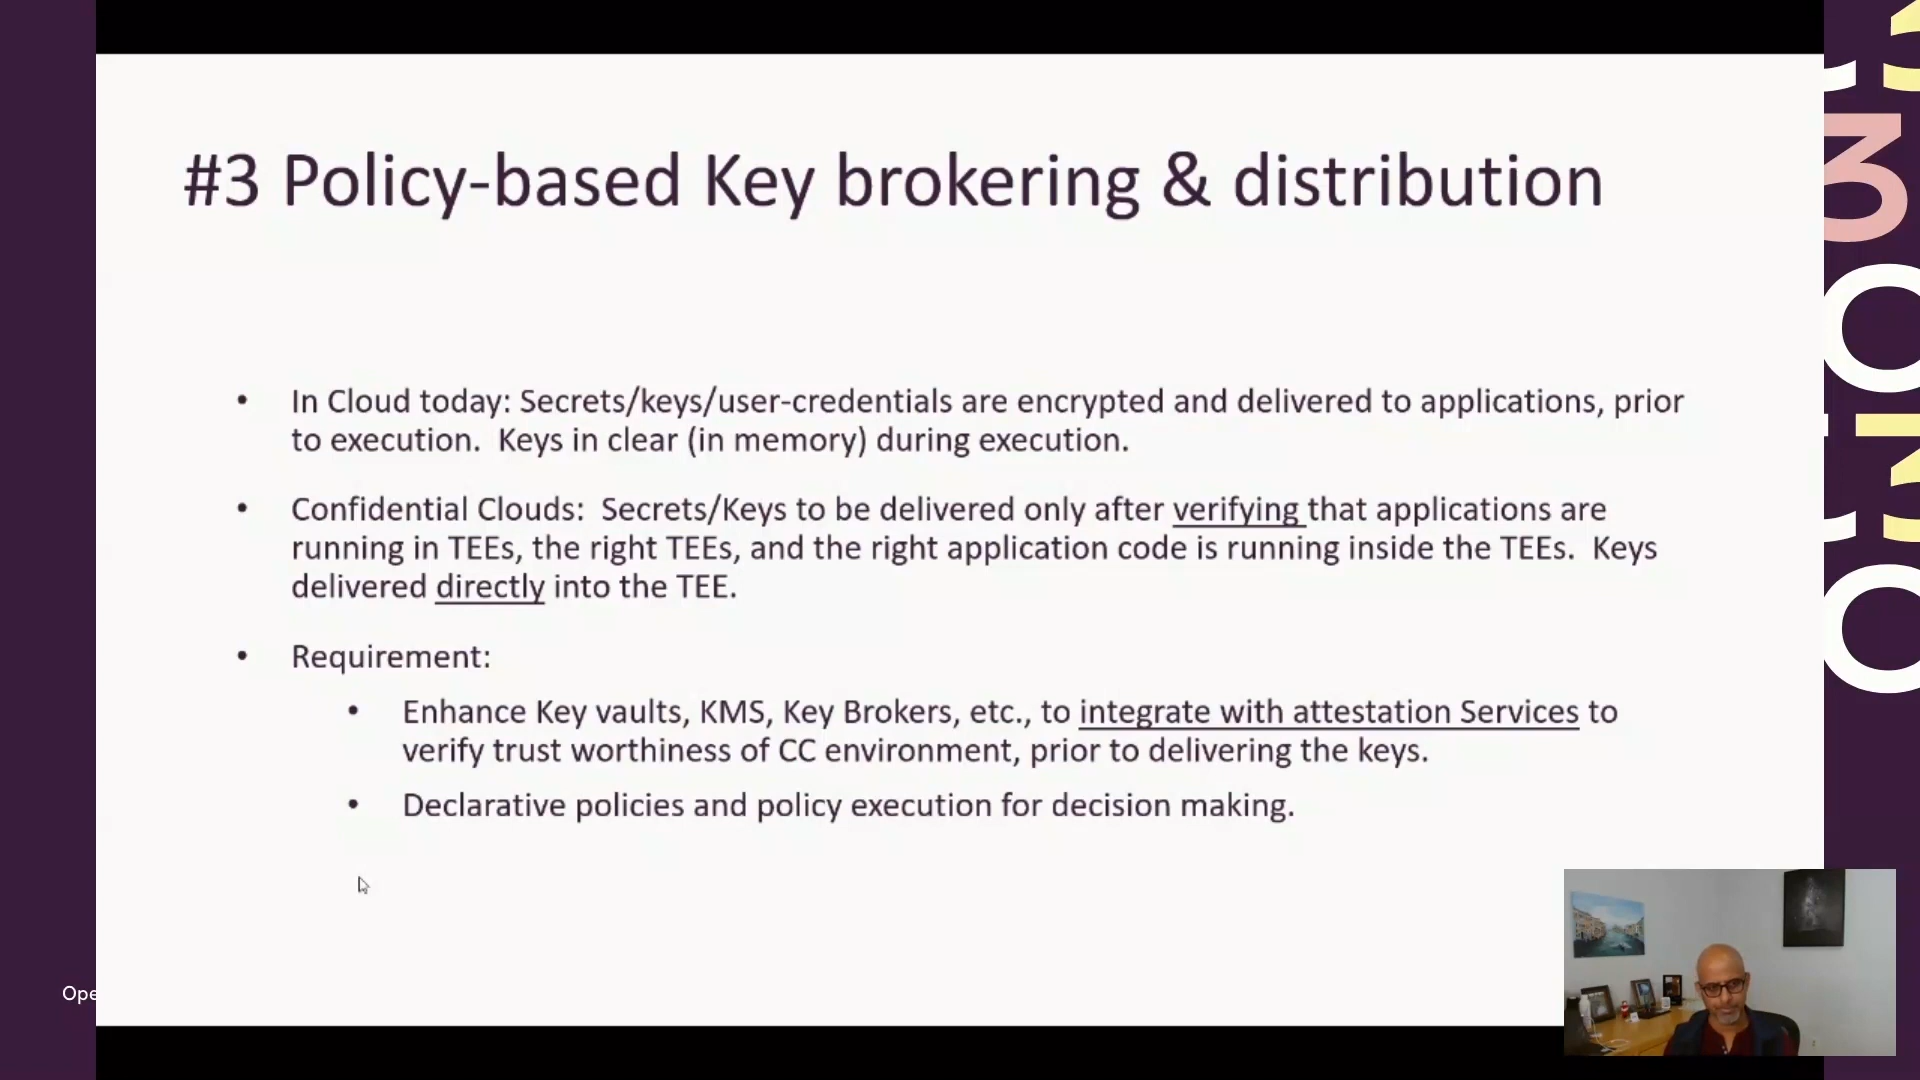 #3 Policy-based Key brokering & distribution
• In Cloud today: Secrets/keys/user-credentials are encrypted and delivered to applications, prior
to execution. Keys in clear (in memory) during execution.
• Confidential Clouds: Secrets/Keys to be delivered only after verifying that applications are
running in TEEs, the right TEEs, and the right application code is running inside the TEEs. Keys
delivered directly into the TEE.
• Requirement:
• Enhance Key vaults, KMS, Key Brokers, etc., to integrate with attestation Services to
verify trust worthiness of CC environment, prior to delivering the keys.
• Declarative policies and policy execution for decision making.
Ope